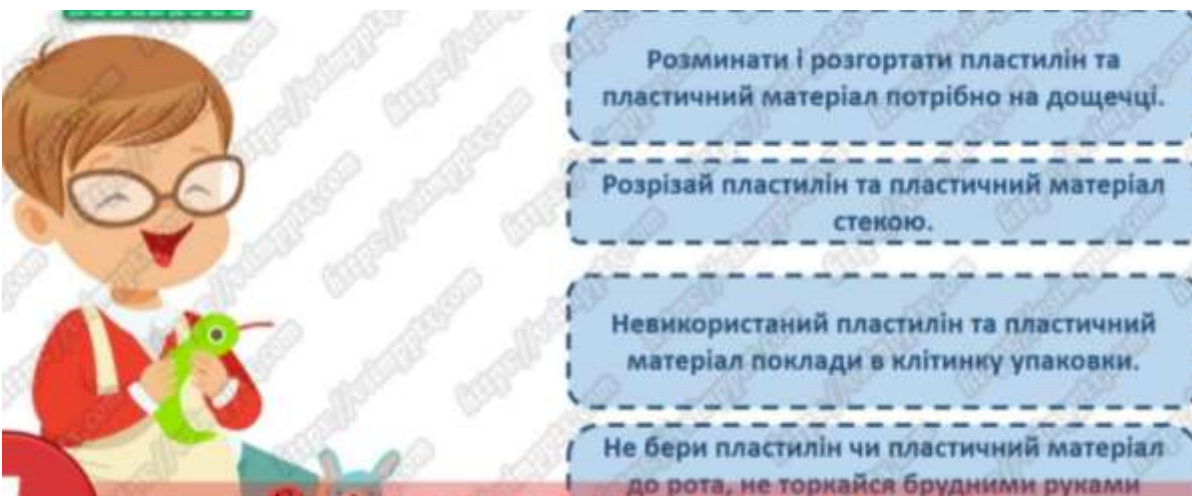 Розминати і розгортати пластилін та
пластичний матеріал потрібно на дощечці.
Розрізай пластилін та пластичний матеріал
стекою.
Невикористаний пластилін та пластичний
матеріал поклади в клітинку упаковки.
Не бери пластилін чи пластичний матеріал
до рота, не торкайся брудними руками